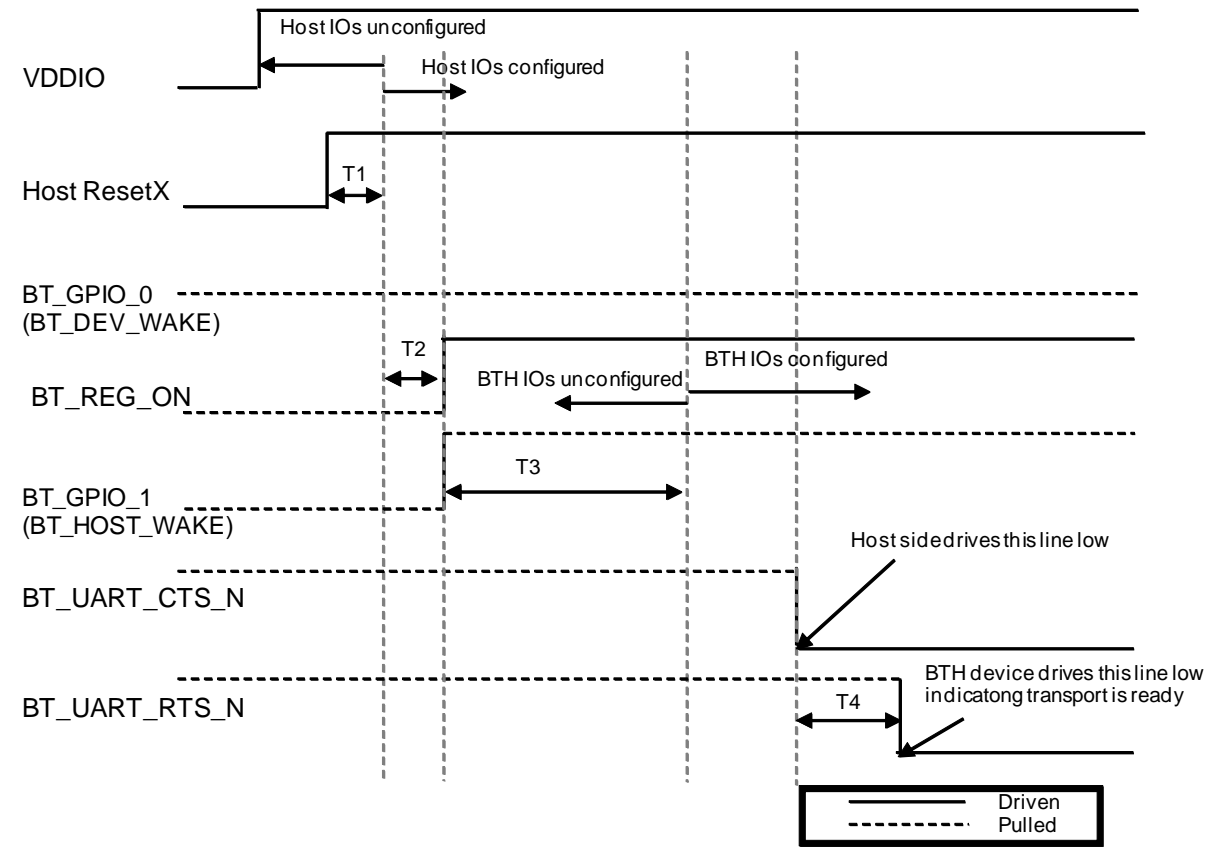 Host IOs unconfigured
VDDIO
Host IOs configured
Host ResetX
T1
BT_GPIO_0
(BT_DEV_WAKE)
T2
BT_REG_ON
BTH IOs unconfigured
BTH IOs configured
T3
BT_GPIO_1
(BT_HOST_WAKE)
Host side drives this line low
BT_UART_CTS_N
BTH device drives this line low
indicatong transport is ready
BT_UART_RTS_N
T4
Driven
Pulled